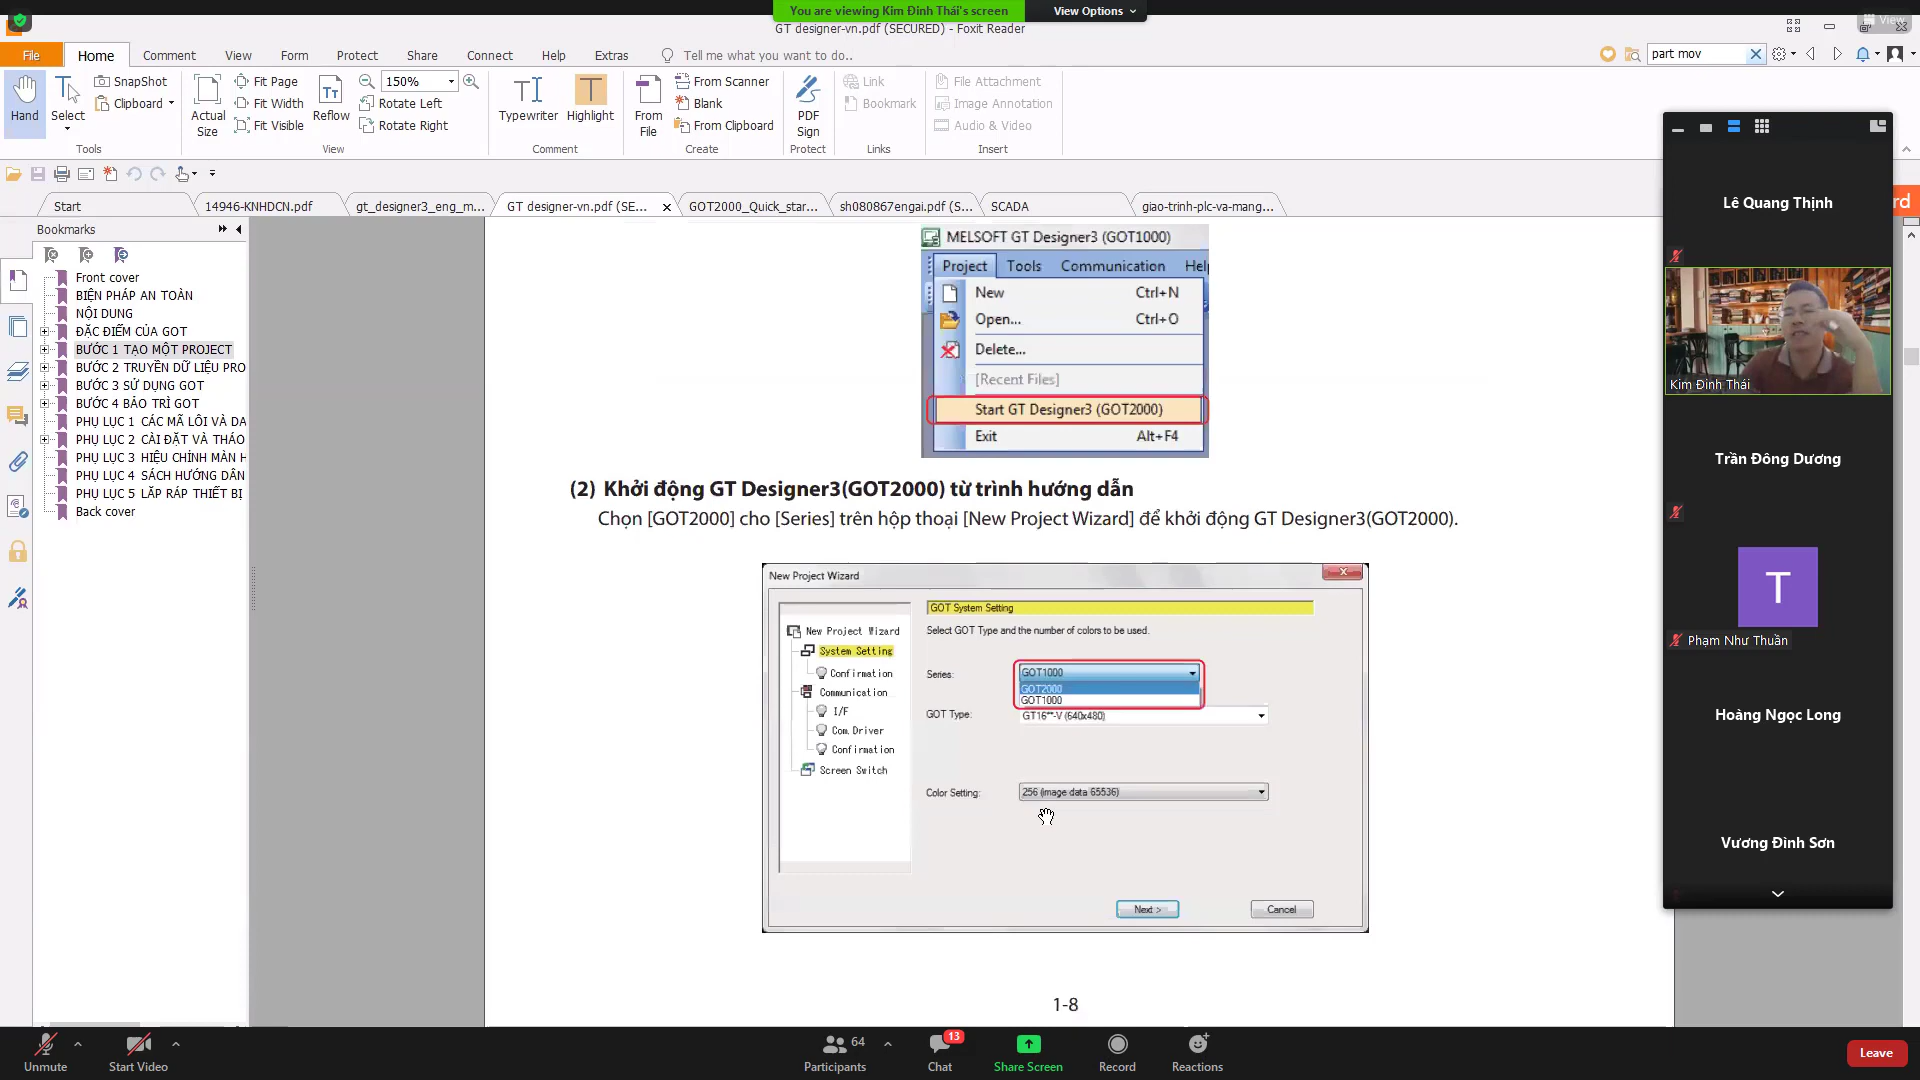 You are viewing Kim Đình Thái's screen
View Options
View
GT designer-vn.pdf (SECURED) - Foxit Reader
File
Home
Comment
View
Form
Protect
Share
Connect
Help
Extras
Tell me what you want to do..
part mov
Hand
Select
SnapShot
Clipboard
Actual Size
Fit Page
Fit Width
Fit Visible
Reflow
150%
Rotate Left
Rotate Right
Typewriter
Highlight
From File
From Scanner
Blank
From Clipboard
PDF Sign
Link
Bookmark
File Attachment
Image Annotation
Audio & Video
Tools
View
Comment
Create
Protect
Links
Insert
Start
14946-KNHDCN.pdf
gt_designer3_eng_m...
GT designer-vn.pdf (SE...
GOT2000_Quick_star...
sh080867engai.pdf (S...
SCADA
giao-trinh-plc-va-mang...
rd
Bookmarks
Front cover
BIỆN PHÁP AN TOÀN
NỘI DUNG
ĐẶC ĐIỂM CỦA GOT
BƯỚC 1 TẠO MỘT PROJECT
BƯỚC 2 TRUYỀN DỮ LIỆU PRO
BƯỚC 3 SỬ DỤNG GOT
BƯỚC 4 BẢO TRÌ GOT
PHỤ LỤC 1 CÁC MÃ LỖI VÀ DA
PHỤ LỤC 2 CÀI ĐẶT VÀ THÁO
PHỤ LỤC 3 HIỆU CHỈNH MÀN H
PHỤ LỤC 4 SÁCH HƯỚNG DẪN
PHỤ LỤC 5 LẮP RÁP THIẾT BỊ
Back cover
MELSOFT GT Designer3 (GOT1000)
Project Tools Communication Help
New Ctrl+N
Open... Ctrl+O
Delete...
[Recent Files]
Start GT Designer3 (GOT2000)
Exit Alt+F4
(2) Khởi động GT Designer3(GOT2000) từ trình hướng dẫn
Chọn [GOT2000] cho [Series] trên hộp thoại [New Project Wizard] để khởi động GT Designer3(GOT2000).
New Project Wizard
New Project Wizard
System Setting
Confirmation
Communication
I/F
Com.Driver
Confirmation
Screen Switch
GOT System Setting
Select GOT Type and the number of colors to be used.
Series: GOT1000
GOT2000
GOT1000
GOT Type: GT16**-V (640x480)
Color Setting: 256 (image data 65536)
Next >
Cancel
1-8
Lê Quang Thịnh
Kim Đình Thái
Trần Đông Dương
T
Phạm Như Thuần
Hoàng Ngọc Long
Vương Đình Sơn
Unmute
Start Video
64
Participants
13
Chat
Share Screen
Record
Reactions
Leave